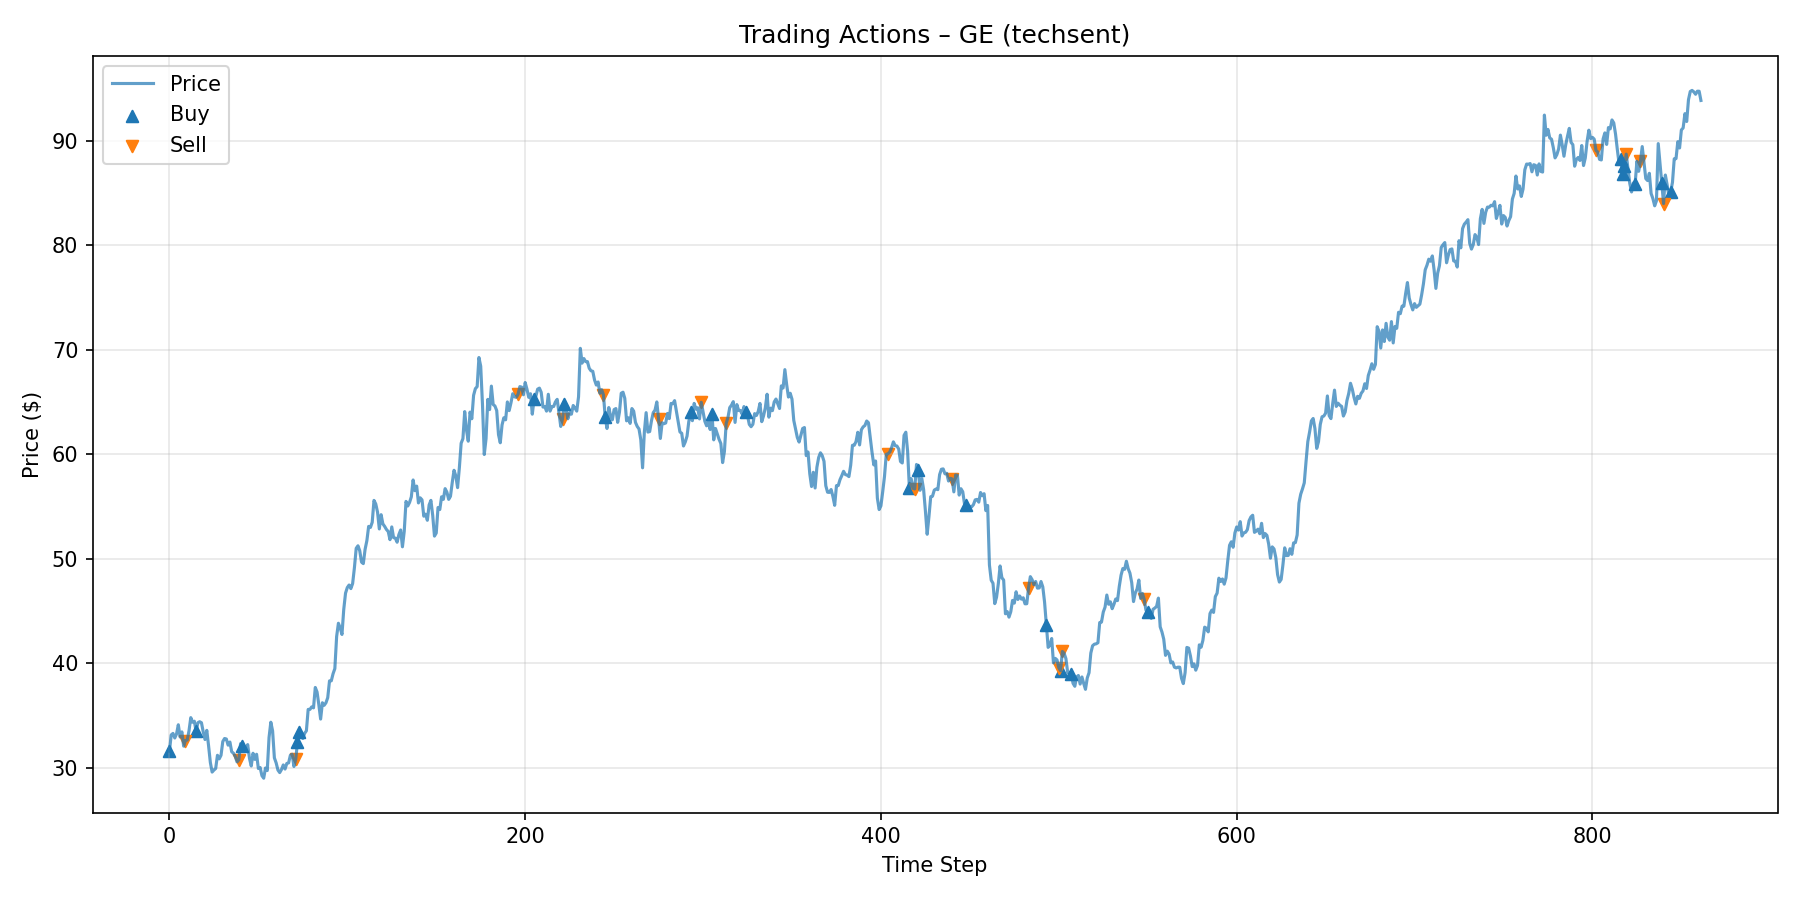 Trading Actions – GE (techsent)
Price
Buy
Sell
90
80
70
60
50
40
30
Price ($)
0 200 400 600 800
Time Step